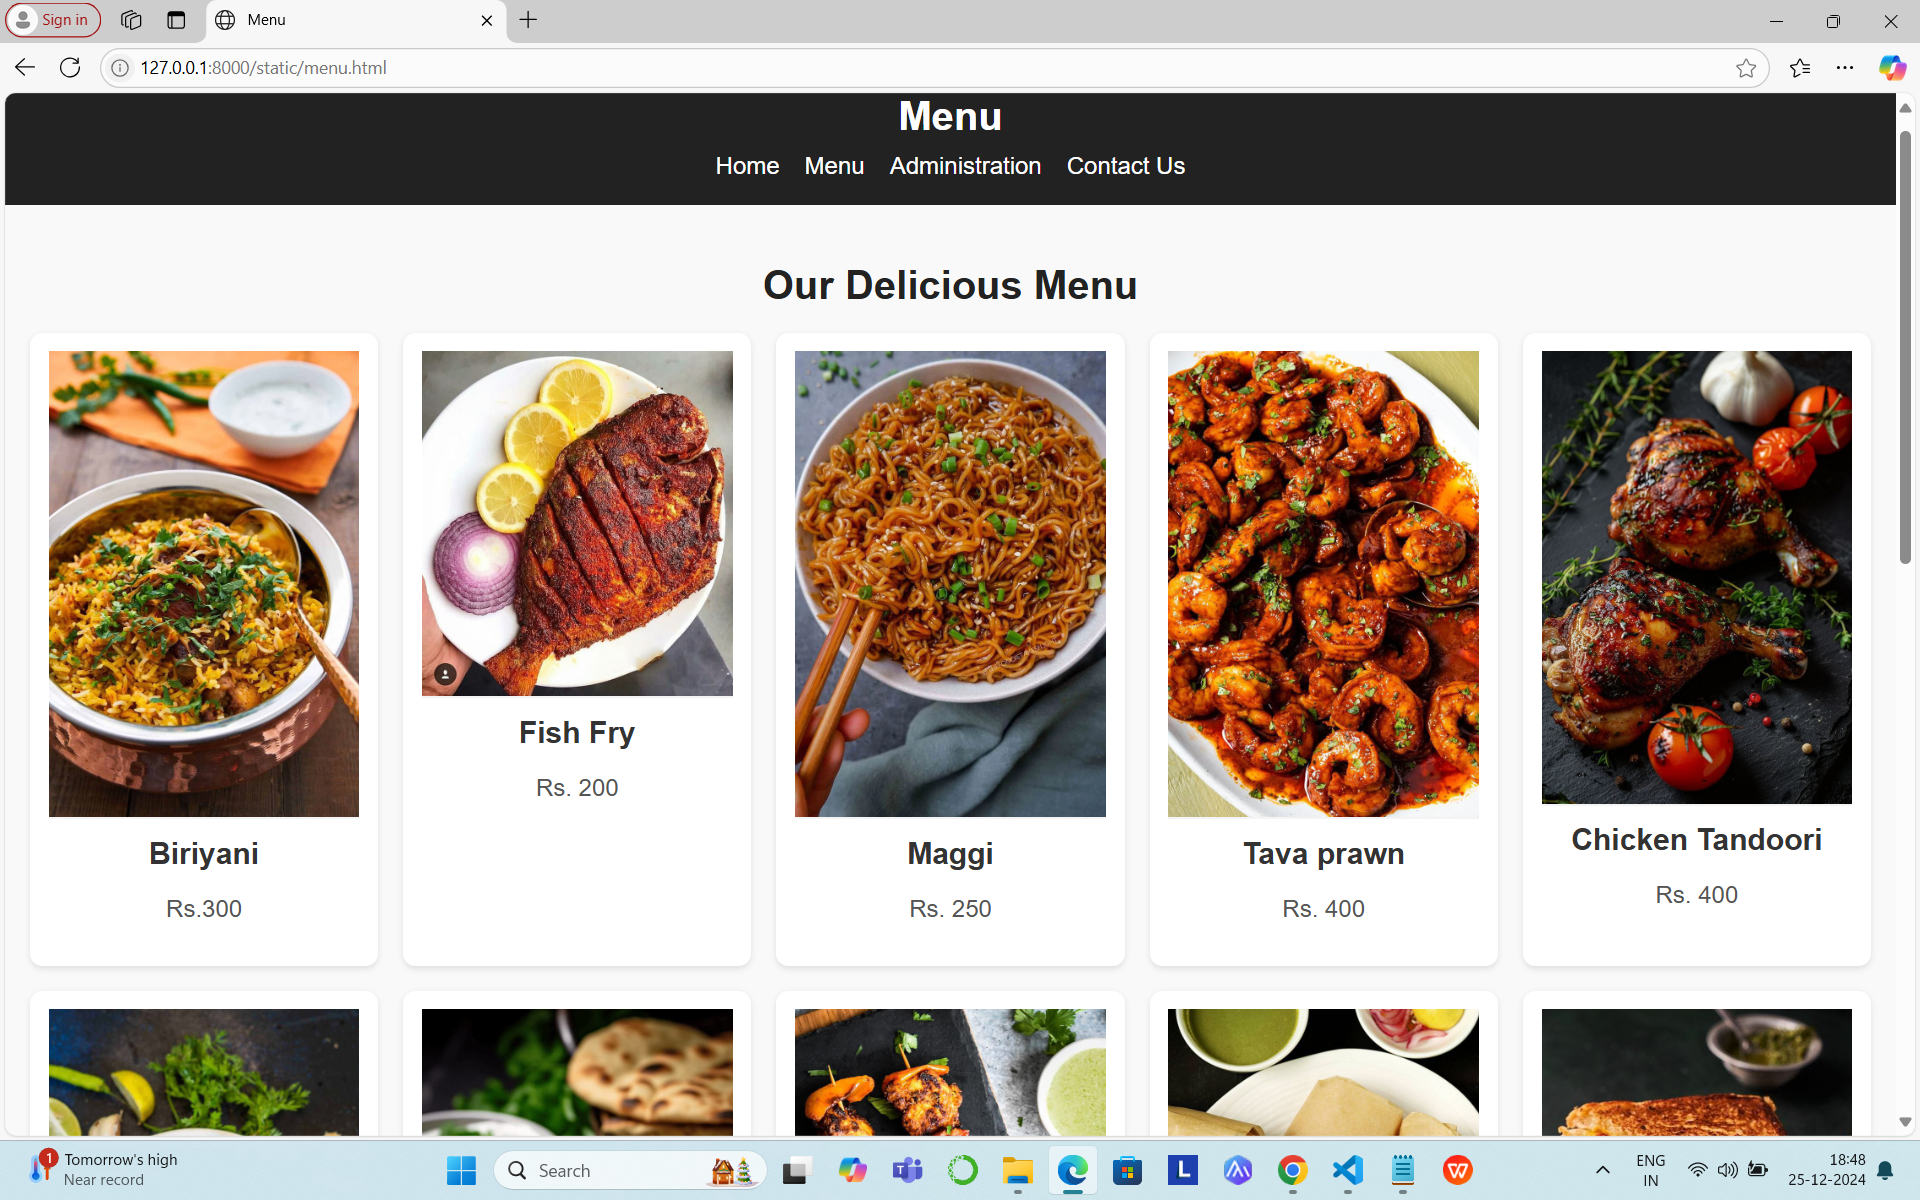 Sign in
Menu
127.0.0.1:8000/static/menu.html
Menu
Home Menu Administration Contact Us
Our Delicious Menu
Biriyani
Rs.300
Fish Fry
Rs. 200
Maggi
Rs. 250
Tava prawn
Rs. 400
Chicken Tandoori
Rs. 400
1
Tomorrow's high
Near record
Search
L
ENG
IN
18:48
25-12-2024